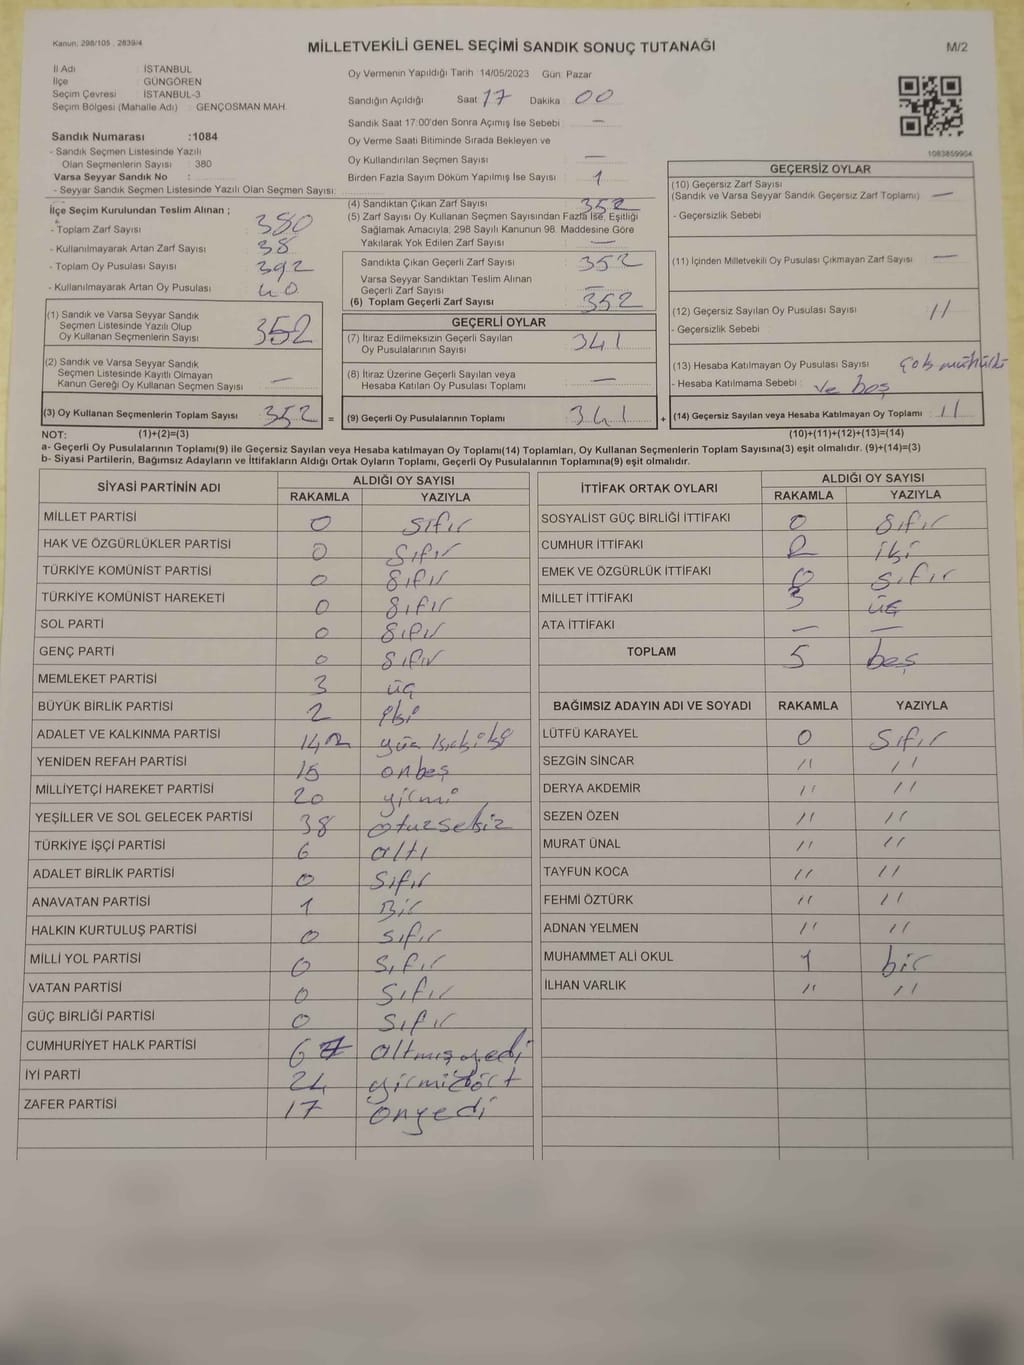 Kanun. 298/105 , 2839/4
MİLLETVEKİLİ GENEL SEÇİMİ SANDIK SONUÇ TUTANAĞI
M/2
İl Adı : İSTANBUL
İlçe : GÜNGÖREN
Seçim Çevresi : İSTANBUL-3
Seçim Bölgesi (Mahalle Adı) : GENÇOSMAN MAH.
Sandık Numarası :1084
- Sandık Seçmen Listesinde Yazılı
Olan Seçmenlerin Sayısı : 380
Varsa Seyyar Sandık No :
- Seyyar Sandık Seçmen Listesinde Yazılı Olan Seçmen Sayısı:
Oy Vermenin Yapıldığı Tarih :14/05/2023 Gün: Pazar
Sandığın Açıldığı Saat 17 Dakika 00
Sandık Saat 17:00'den Sonra Açımış İse Sebebi : —
Oy Verme Saati Bitiminde Sırada Bekleyen ve
Oy Kullandırılan Seçmen Sayısı : —
Birden Fazla Sayım Döküm Yapılmış İse Sayısı : 1
1083859904
İlçe Seçim Kurulundan Teslim Alınan ;
- Toplam Zarf Sayısı : 380
- Kullanılmayarak Artan Zarf Sayısı : 38
- Toplam Oy Pusulası Sayısı : 392
- Kullanılmayarak Artan Oy Pusulası : 40
(1) Sandık ve Varsa Seyyar Sandık
Seçmen Listesinde Yazılı Olup
Oy Kullanan Seçmenlerin Sayısı : 352
(2) Sandık ve Varsa Seyyar Sandık
Seçmen Listesinde Kayıtlı Olmayan
Kanun Gereği Oy Kullanan Seçmen Sayısı : —
(3) Oy Kullanan Seçmenlerin Toplam Sayısı : 352 =
(4) Sandıktan Çıkan Zarf Sayısı : 352
(5) Zarf Sayısı Oy Kullanan Seçmen Sayısından Fazla İse, Eşitliği
Sağlamak Amacıyla, 298 Sayılı Kanunun 98. Maddesine Göre
Yakılarak Yok Edilen Zarf Sayısı : —
Sandıkta Çıkan Geçerli Zarf Sayısı : 352
Varsa Seyyar Sandıktan Teslim Alınan
Geçerli Zarf Sayısı : —
(6) Toplam Geçerli Zarf Sayısı : 352
GEÇERLİ OYLAR
(7) İtiraz Edilmeksizin Geçerli Sayılan
Oy Pusulalarının Sayısı : 341
(8) İtiraz Üzerine Geçerli Sayılan veya
Hesaba Katılan Oy Pusulası Toplamı : —
(9) Geçerli Oy Pusulalarının Toplamı : 341 +
GEÇERSİZ OYLAR
(10) Geçersiz Zarf Sayısı
(Sandık ve Varsa Seyyar Sandık Geçersiz Zarf Toplamı) : —
- Geçersizlik Sebebi :
(11) İçinden Milletvekili Oy Pusulası Çıkmayan Zarf Sayısı : —
(12) Geçersiz Sayılan Oy Pusulası Sayısı : 11
- Geçersizlik Sebebi :
(13) Hesaba Katılmayan Oy Pusulası Sayısı : çok mühürlü
- Hesaba Katılmama Sebebi : ve boş
(14) Geçersiz Sayılan veya Hesaba Katılmayan Oy Toplamı : 11
NOT: (1)+(2)=(3)
(10)+(11)+(12)+(13)=(14)
a- Geçerli Oy Pusulalarının Toplamı(9) ile Geçersiz Sayılan veya Hesaba katılmayan Oy Toplamı(14) Toplamları, Oy Kullanan Seçmenlerin Toplam Sayısına(3) eşit olmalıdır. (9)+(14)=(3)
b- Siyasi Partilerin, Bağımsız Adayların ve İttifakların Aldığı Ortak Oyların Toplamı, Geçerli Oy Pusulalarının Toplamına(9) eşit olmalıdır.
SİYASİ PARTİNİN ADI
ALDIĞI OY SAYISI
RAKAMLA YAZIYLA
MİLLET PARTİSİ 0 sıfır
HAK VE ÖZGÜRLÜKLER PARTİSİ 0 sıfır
TÜRKİYE KOMÜNİST PARTİSİ 0 sıfır
TÜRKİYE KOMÜNİST HAREKETİ 0 sıfır
SOL PARTİ 0 sıfır
GENÇ PARTİ 0 sıfır
MEMLEKET PARTİSİ 3 üç
BÜYÜK BİRLİK PARTİSİ 2 iki
ADALET VE KALKINMA PARTİSİ 142 yüz kırkiki
YENİDEN REFAH PARTİSİ 15 onbeş
MİLLİYETÇİ HAREKET PARTİSİ 20 yirmi
YEŞİLLER VE SOL GELECEK PARTİSİ 38 otuzsekiz
TÜRKİYE İŞÇİ PARTİSİ 6 altı
ADALET BİRLİK PARTİSİ 0 sıfır
ANAVATAN PARTİSİ 1 Bir
HALKIN KURTULUŞ PARTİSİ 0 sıfır
MİLLİ YOL PARTİSİ 0 sıfır
VATAN PARTİSİ 0 sıfır
GÜÇ BİRLİĞİ PARTİSİ 0 sıfır
CUMHURİYET HALK PARTİSİ 67 altmışyedi
İYİ PARTİ 24 yirmidört
ZAFER PARTİSİ 17 onyedi
İTTİFAK ORTAK OYLARI
ALDIĞI OY SAYISI
RAKAMLA YAZIYLA
SOSYALİST GÜÇ BİRLİĞİ İTTİFAKI 0 sıfır
CUMHUR İTTİFAKI 2 iki
EMEK VE ÖZGÜRLÜK İTTİFAKI 0 sıfır
MİLLET İTTİFAKI 3 üç
ATA İTTİFAKI — —
TOPLAM 5 beş
BAĞIMSIZ ADAYIN ADI VE SOYADI RAKAMLA YAZIYLA
LÜTFÜ KARAYEL 0 Sıfır
SEZGİN SİNCAR 11 11
DERYA AKDEMİR 11 11
SEZEN ÖZEN 11 11
MURAT ÜNAL 11 11
TAYFUN KOCA 11 11
FEHMİ ÖZTÜRK 11 11
ADNAN YELMEN 11 11
MUHAMMET ALİ OKUL 1 bir
İLHAN VARLIK 11 11